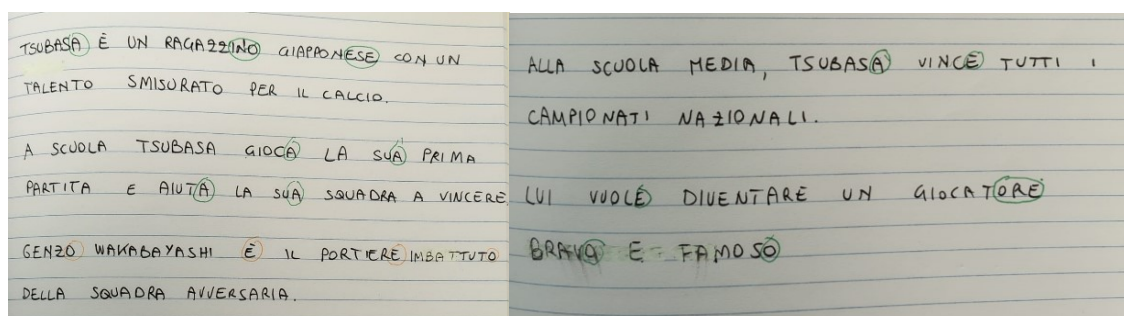 TSUBASA È UN RAGAZZINO GIAPPONESE CON UN
TALENTO SMISURATO PER IL CALCIO.
A SCUOLA TSUBASA GIOCA LA SUA PRIMA
PARTITA E AIUTA LA SUA SQUADRA A VINCERE.
GENZO WAKABAYASHI È IL PORTIERE IMBATTUTO
DELLA SQUADRA AVVERSARIA.
ALLA SCUOLA MEDIA, TSUBASA VINCE TUTTI I
CAMPIONATI NAZIONALI.
LUI VUOLE DIVENTARE UN GIOCATORE
BRAVO E FAMOSO